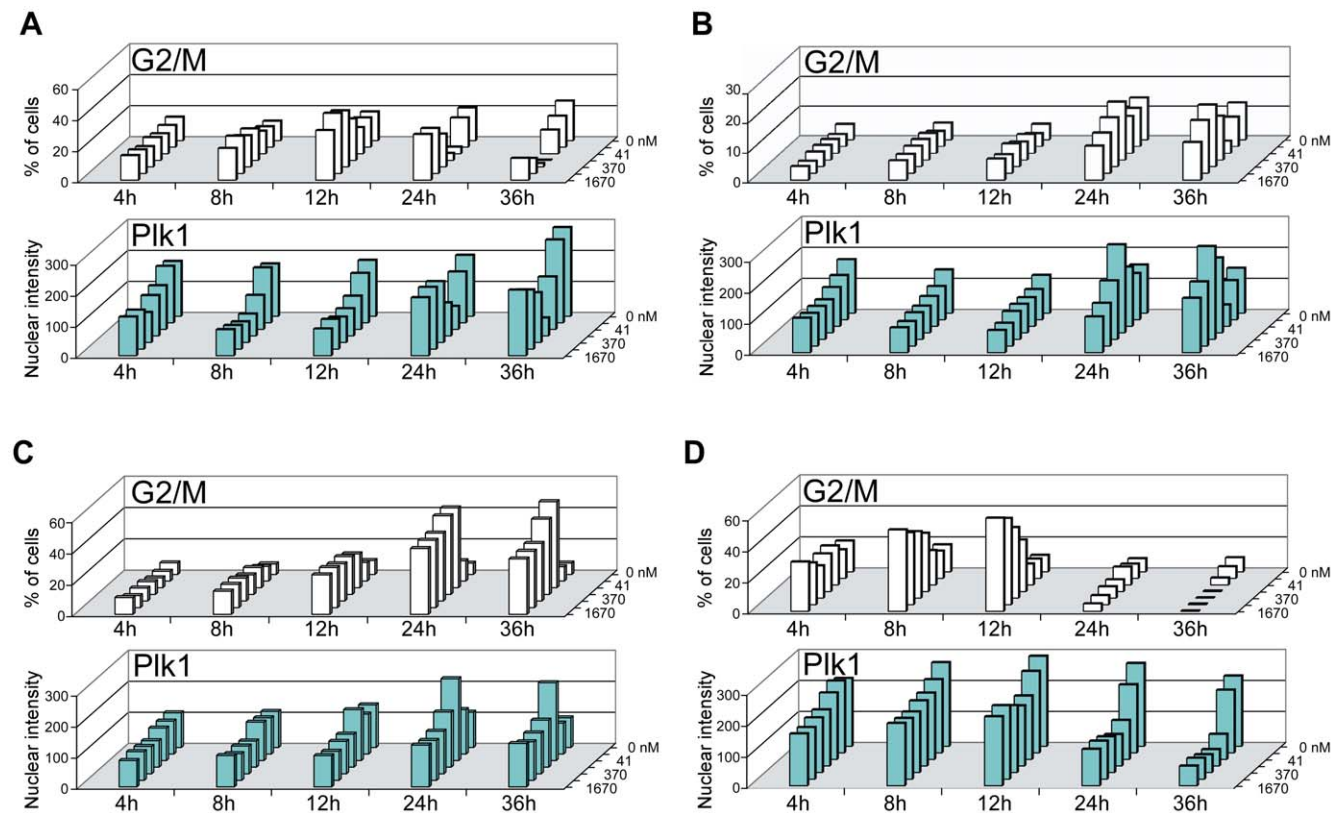 A
G2/M
% of cells
60
40
20
0
4h 8h 12h 24h 36h
0 nM
41
370
1670
Plk1
Nuclear intensity
300
200
100
0
4h 8h 12h 24h 36h
0 nM
41
370
1670
B
G2/M
% of cells
30
20
10
0
4h 8h 12h 24h 36h
0 nM
41
370
1670
Plk1
Nuclear intensity
300
200
100
0
4h 8h 12h 24h 36h
0 nM
41
370
1670
C
G2/M
% of cells
60
40
20
0
4h 8h 12h 24h 36h
0 nM
41
370
1670
Plk1
Nuclear intensity
300
200
100
0
4h 8h 12h 24h 36h
0 nM
41
370
1670
D
G2/M
% of cells
60
40
20
0
4h 8h 12h 24h 36h
0 nM
41
370
1670
Plk1
Nuclear intensity
300
200
100
0
4h 8h 12h 24h 36h
0 nM
41
370
1670